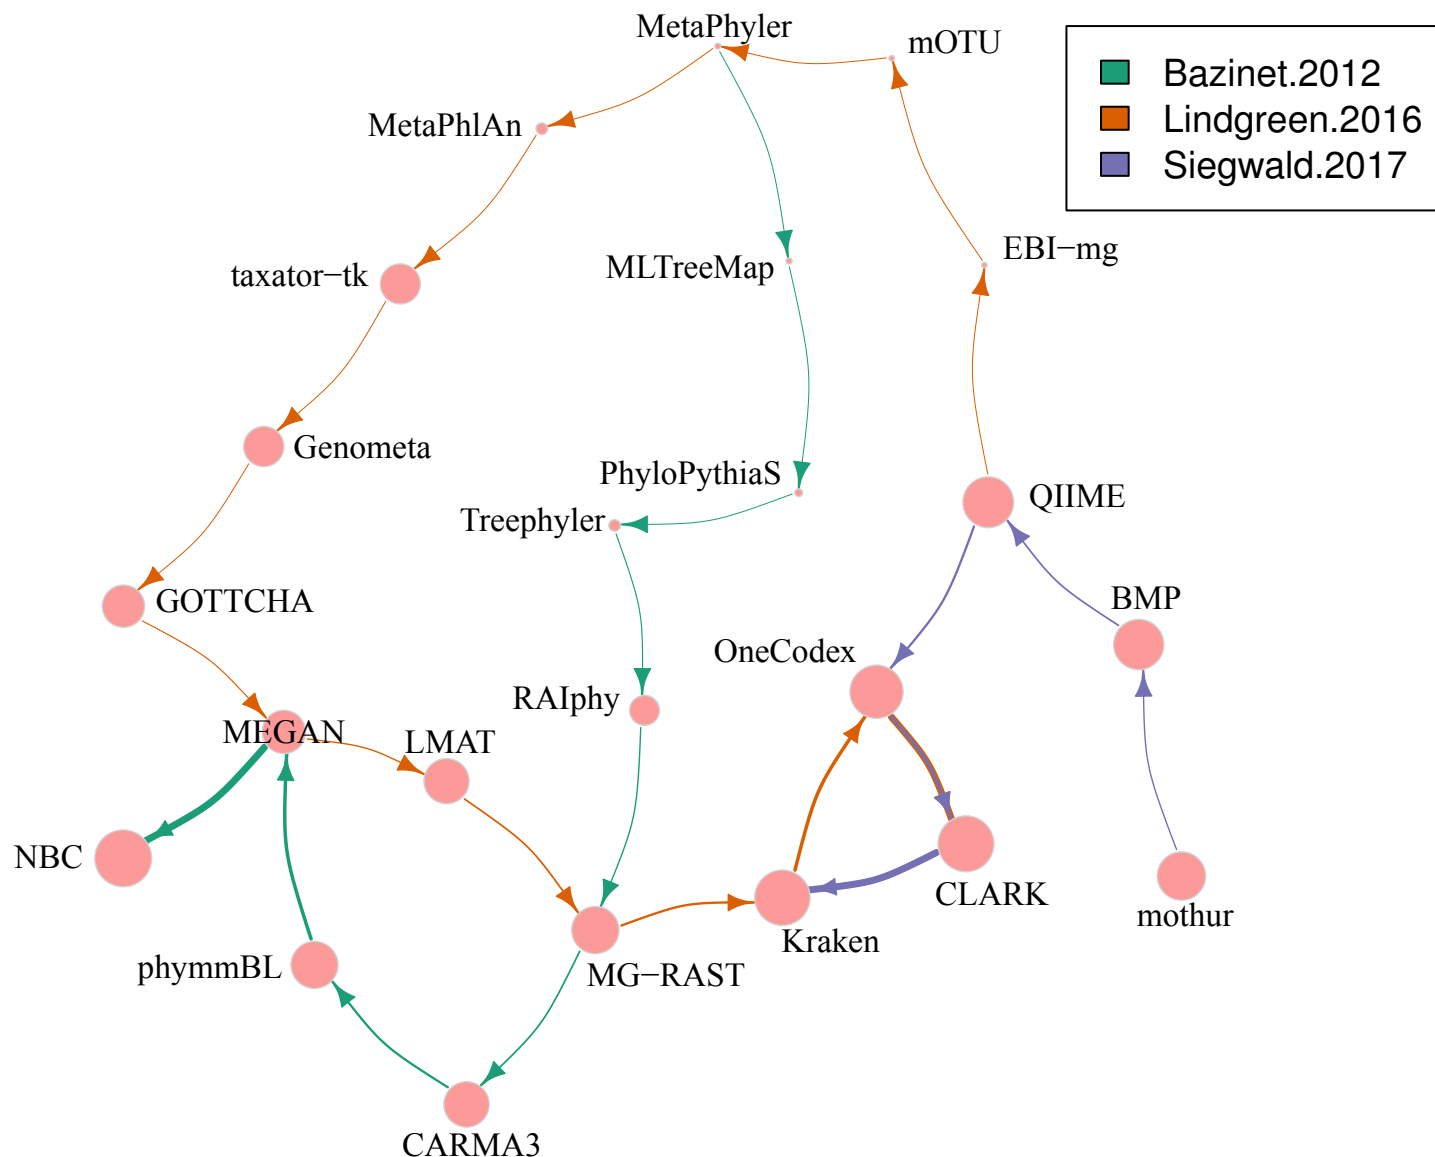 MetaPhyler
mOTU
Bazinet.2012
Lindgreen.2016
Siegwald.2017
MetaPhlAn
EBI−mg
MLTreeMap
taxator−tk
Genometa
PhyloPythiaS
QIIME
Treephyler
BMP
GOTTCHA
OneCodex
RAIphy
MEGAN
LMAT
NBC
CLARK
mothur
Kraken
phymmBL
MG−RAST
CARMA3